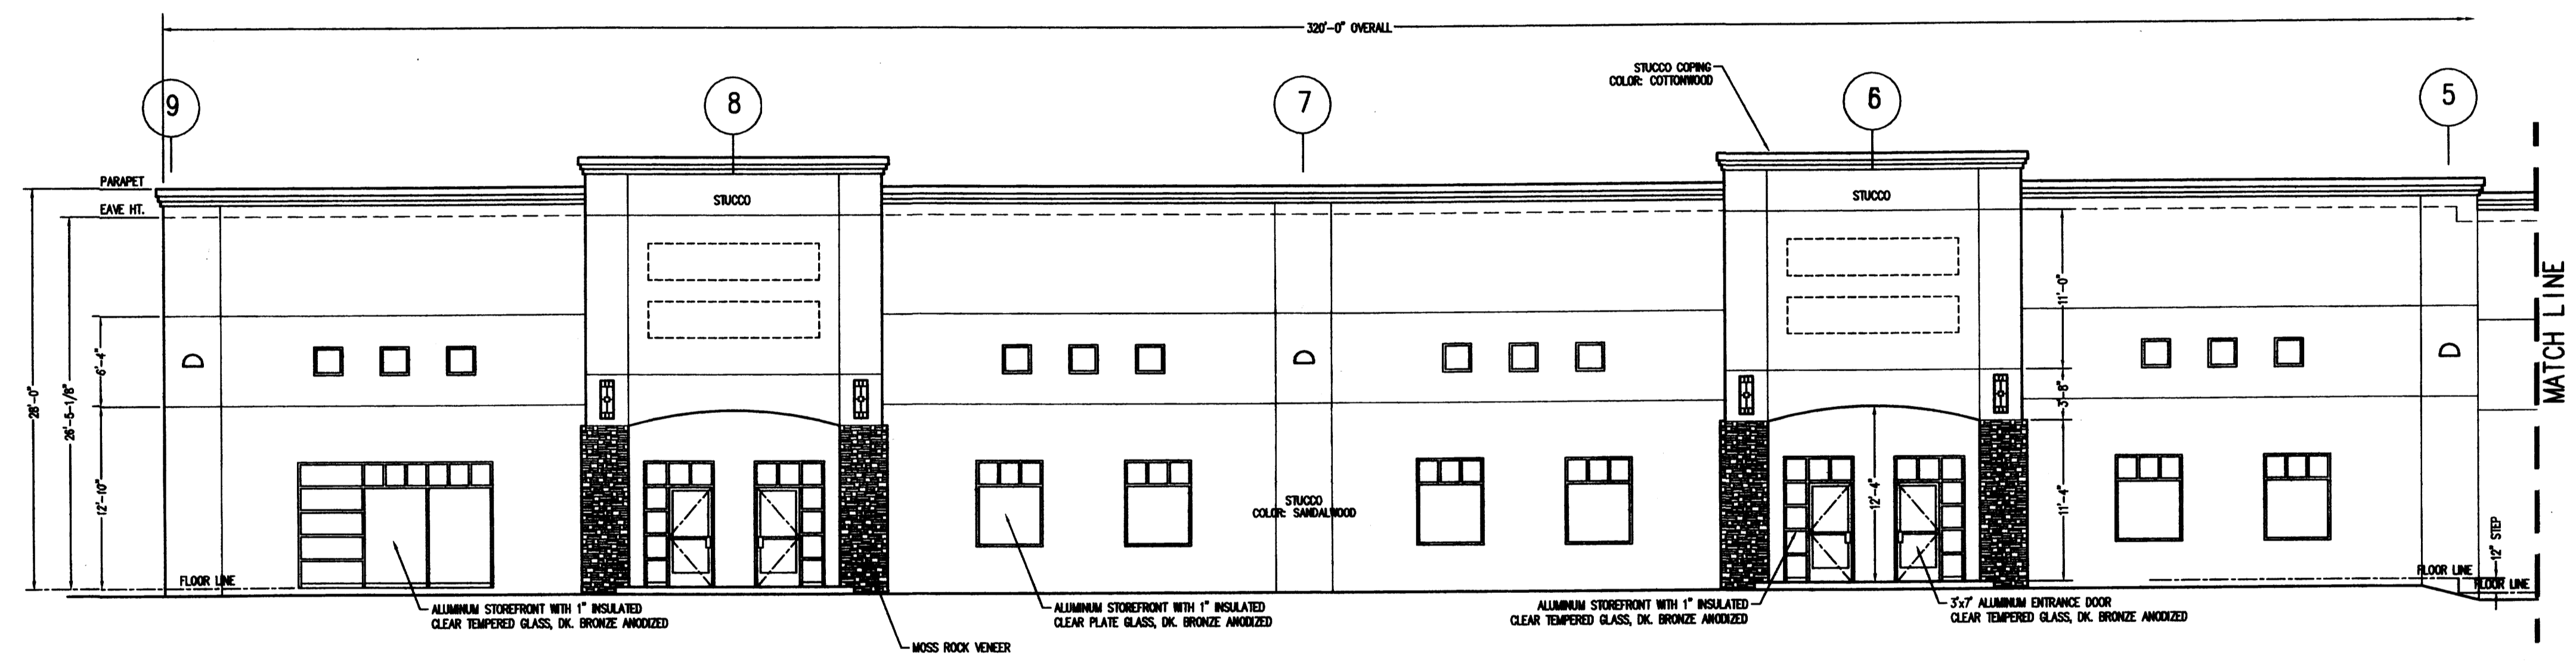 320'-0" OVERALL
STUCCO COPING
COLOR: COTTONWOOD
9
8
7
6
5
PARAPET
EAVE HT.
STUCCO
STUCCO
28'-0"
26'-5-1/8"
6'-4"
12'-10"
D
D
D
11'-0"
3'-8"
11'-4"
12'-4"
MATCH LINE
STUCCO
COLOR: SANDALWOOD
12" STEP
FLOOR LINE
FLOOR LINE
FLOOR LINE
ALUMINUM STOREFRONT WITH 1" INSULATED
CLEAR TEMPERED GLASS, DK. BRONZE ANODIZED
ALUMINUM STOREFRONT WITH 1" INSULATED
CLEAR PLATE GLASS, DK. BRONZE ANODIZED
ALUMINUM STOREFRONT WITH 1" INSULATED
CLEAR TEMPERED GLASS, DK. BRONZE ANODIZED
3'x7' ALUMINUM ENTRANCE DOOR
CLEAR TEMPERED GLASS, DK. BRONZE ANODIZED
MOSS ROCK VENEER